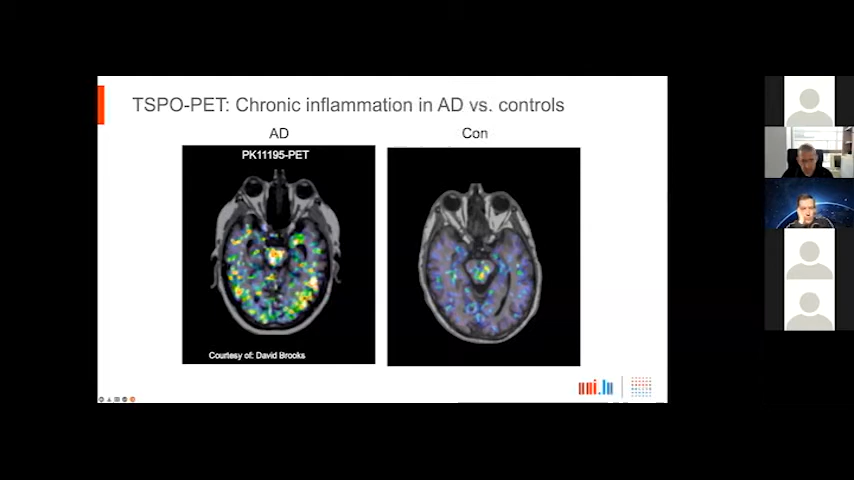 TSPO-PET: Chronic inflammation in AD vs. controls
AD
Con
PK11195-PET
Courtesy of: David Brooks
uni.lu